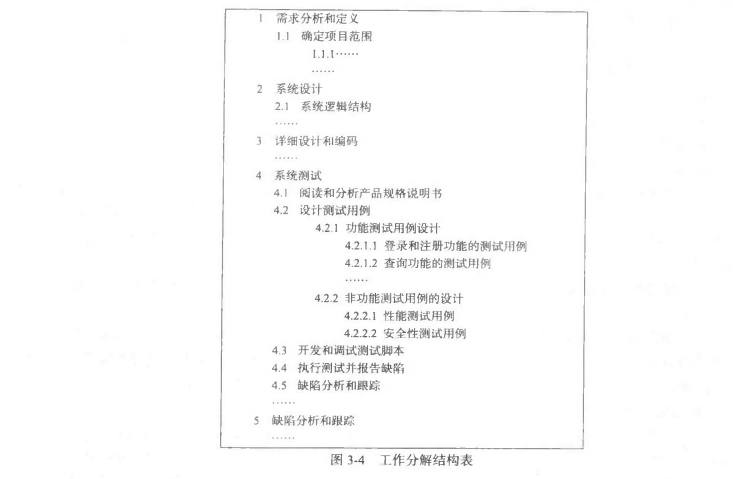 1 需求分析和定义
1.1 确定项目范围
1.1.1……
……
2 系统设计
2.1 系统逻辑结构
……
3 详细设计和编码
……
4 系统测试
4.1 阅读和分析产品规格说明书
4.2 设计测试用例
4.2.1 功能测试用例设计
4.2.1.1 登录和注册功能的测试用例
4.2.1.2 查询功能的测试用例
……
4.2.2 非功能测试用例的设计
4.2.2.1 性能测试用例
4.2.2.2 安全性测试用例
4.3 开发和调试测试脚本
4.4 执行测试并报告缺陷
4.5 缺陷分析和跟踪
……
5 缺陷分析和跟踪
……
图 3-4 工作分解结构表